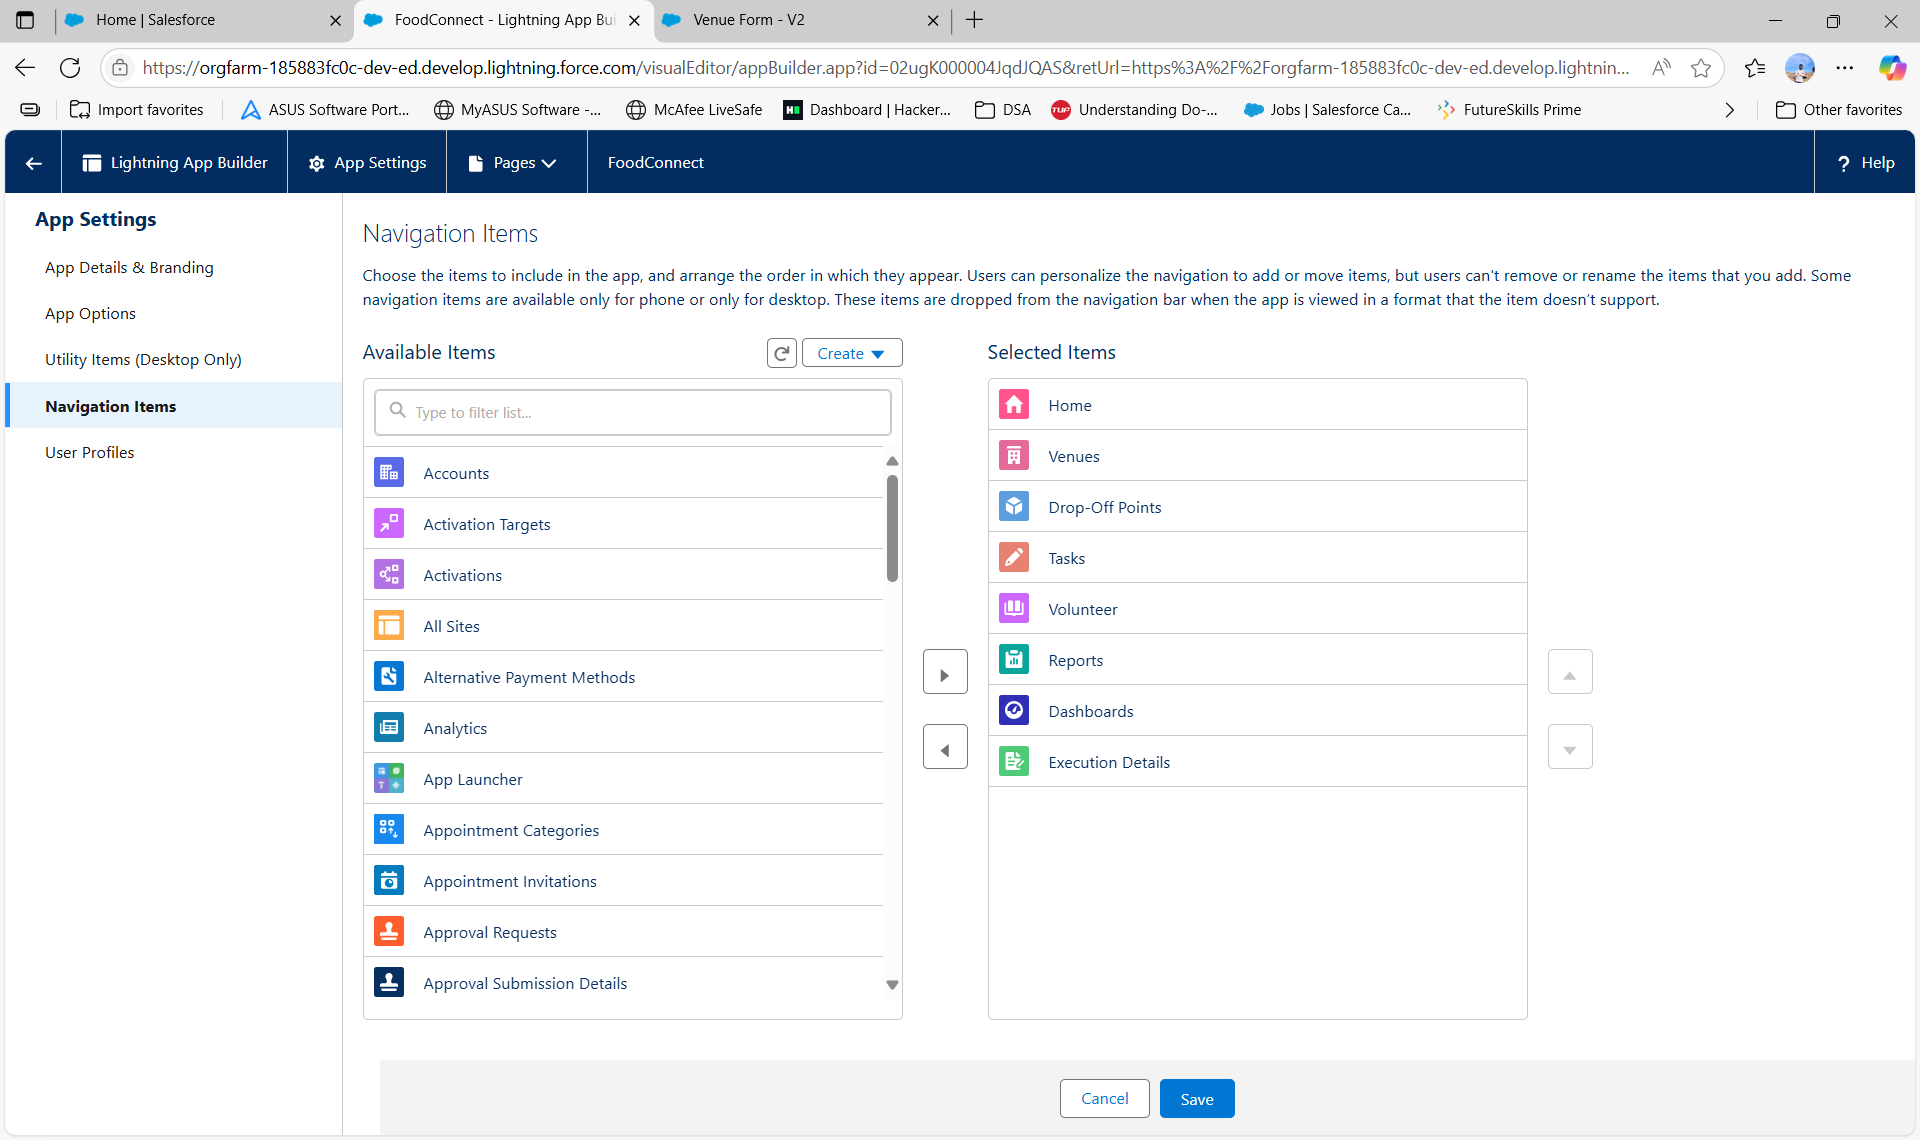 Home | Salesforce
FoodConnect - Lightning App Bui
Venue Form - V2
https://orgfarm-185883fc0c-dev-ed.develop.lightning.force.com/visualEditor/appBuilder.app?id=02ugK000004JqdJQAS&retUrl=https%3A%2F%2Forgfarm-185883fc0c-dev-ed.develop.lightnin...
Import favorites
ASUS Software Port...
MyASUS Software -...
McAfee LiveSafe
Dashboard | Hacker...
DSA
Understanding Do-...
Jobs | Salesforce Ca...
FutureSkills Prime
Other favorites
Lightning App Builder
App Settings
Pages
FoodConnect
? Help
App Settings
App Details & Branding
App Options
Utility Items (Desktop Only)
Navigation Items
User Profiles
Navigation Items
Choose the items to include in the app, and arrange the order in which they appear. Users can personalize the navigation to add or move items, but users can't remove or rename the items that you add. Some
navigation items are available only for phone or only for desktop. These items are dropped from the navigation bar when the app is viewed in a format that the item doesn't support.
Available Items
Create
Type to filter list...
Accounts
Activation Targets
Activations
All Sites
Alternative Payment Methods
Analytics
App Launcher
Appointment Categories
Appointment Invitations
Approval Requests
Approval Submission Details
Selected Items
Home
Venues
Drop-Off Points
Tasks
Volunteer
Reports
Dashboards
Execution Details
Cancel
Save